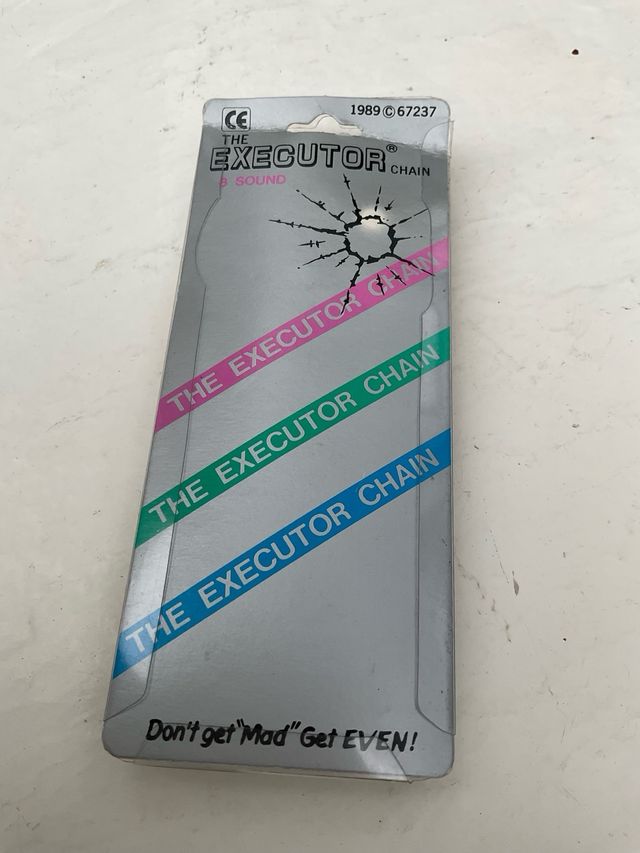 CE
1989 © 67237
THE
EXECUTOR® CHAIN
8 SOUND
THE EXECUTOR CHAIN
THE EXECUTOR CHAIN
THE EXECUTOR CHAIN
Don't get "Mad" Get EVEN!